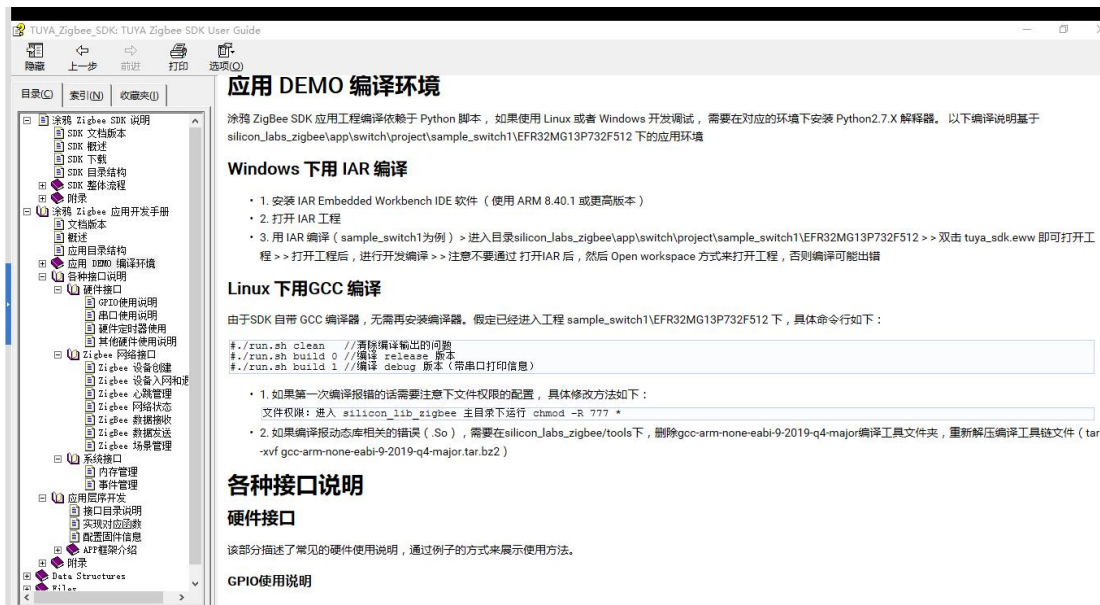 TUYA_Zigbee_SDK: TUYA Zigbee SDK User Guide
隐藏 上一步 前进 打印 选项(O)
目录(C) 索引(N) 收藏夹(I)
涂鸦 Zigbee SDK 说明
SDK 文档版本
SDK 概述
SDK 下载
SDK 目录结构
SDK 整体流程
附录
涂鸦 Zigbee 应用开发手册
文档版本
概述
应用目录结构
应用 DEMO 编译环境
各种接口说明
硬件接口
GPIO使用说明
串口使用说明
硬件定时器使用
其他硬件使用说明
Zigbee 网络接口
Zigbee 设备创建
Zigbee 设备入网和退
Zigbee 心跳管理
Zigbee 网络状态
ZigBee 数据接收
ZigBee 数据发送
Zigbee 场景管理
系统接口
内存管理
事件管理
应用层序开发
接口目录说明
实现对应函数
配置固件信息
APP框架介绍
附录
Data Structures
Files
应用 DEMO 编译环境
涂鸦 ZigBee SDK 应用工程编译依赖于 Python 脚本， 如果使用 Linux 或者 Windows 开发调试， 需要在对应的环境下安装 Python2.7.X 解释器。 以下编译说明基于
silicon_labs_zigbee\app\switch\project\sample_switch1\EFR32MG13P732F512 下的应用环境
Windows 下用 IAR 编译
• 1. 安装 IAR Embedded Workbench IDE 软件 （ 使用 ARM 8.40.1 或更高版本 ）
• 2. 打开 IAR 工程
• 3. 用 IAR 编译（ sample_switch1为例） > 进入目录silicon_labs_zigbee\app\switch\project\sample_switch1\EFR32MG13P732F512 > > 双击 tuya_sdk.eww 即可打开工
程 > > 打开工程后，进行开发编译 > > 注意不要通过 打开IAR 后，然后 Open workspace 方式来打开工程，否则编译可能出错
Linux 下用GCC 编译
由于SDK 自带 GCC 编译器，无需再安装编译器。假定已经进入工程 sample_switch1\EFR32MG13P732F512 下，具体命令行如下：
#./run.sh clean //清除编译输出的问题
#./run.sh build 0 //编译 release 版本
#./run.sh build 1 //编译 debug 版本（带串口打印信息）
• 1. 如果第一次编译报错的话需要注意下文件权限的配置， 具体修改方法如下：
文件权限: 进入 silicon_lib_zigbee 主目录下运行 chmod -R 777 *
• 2. 如果编译报动态库相关的错误（ .So ），需要在silicon_labs_zigbee/tools下，删除gcc-arm-none-eabi-9-2019-q4-major编译工具文件夹，重新解压编译工具链文件（ tar
-xvf gcc-arm-none-eabi-9-2019-q4-major.tar.bz2 ）
各种接口说明
硬件接口
该部分描述了常见的硬件使用说明，通过例子的方式来展示使用方法。
GPIO使用说明